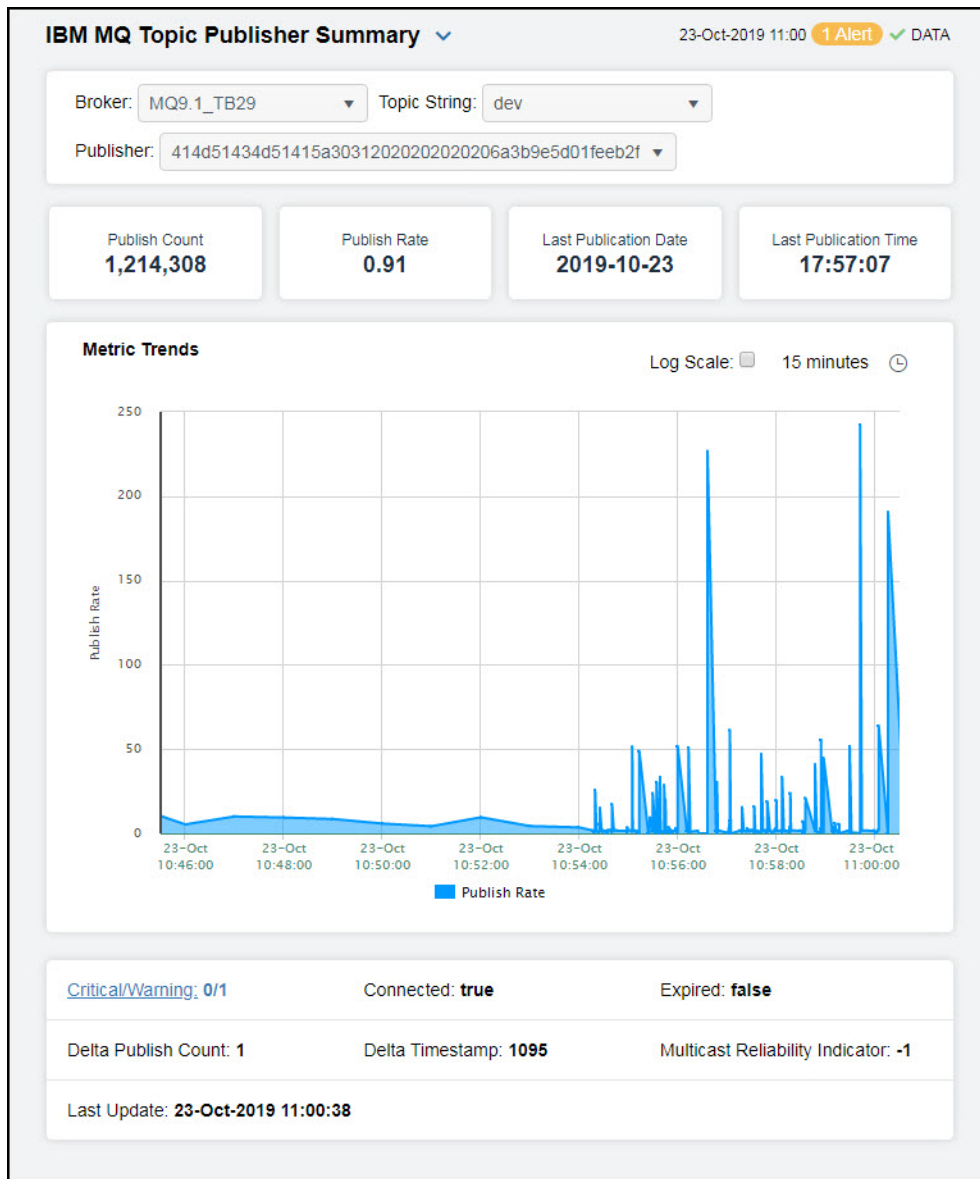 IBM MQ Topic Publisher Summary 23-Oct-2019 11:00 1 Alert DATA
Broker: MQ9.1_TB29 Topic String: dev
Publisher: 414d51434d51415a30312020202020206a3b9e5d01feeb2f
Publish Count Publish Rate Last Publication Date Last Publication Time
1,214,308 0.91 2019-10-23 17:57:07
Metric Trends
Log Scale: 15 minutes
250
200
150
100
50
0
Publish Rate
23-Oct 23-Oct 23-Oct 23-Oct 23-Oct 23-Oct 23-Oct 23-Oct
10:46:00 10:48:00 10:50:00 10:52:00 10:54:00 10:56:00 10:58:00 11:00:00
Publish Rate
Critical/Warning: 0/1 Connected: true Expired: false
Delta Publish Count: 1 Delta Timestamp: 1095 Multicast Reliability Indicator: -1
Last Update: 23-Oct-2019 11:00:38